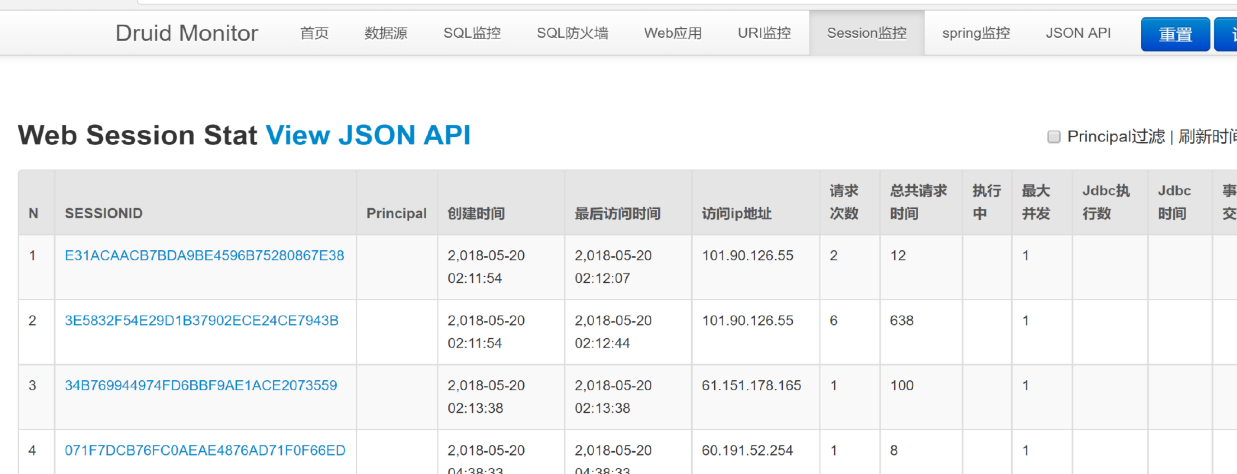 Druid Monitor 首页 数据源 SQL监控 SQL防火墙 Web应用 URI监控 Session监控 spring监控 JSON API 重置
Web Session Stat View JSON API Principal过滤 | 刷新时间
N SESSIONID Principal 创建时间 最后访问时间 访问ip地址 请求次数 总共请求时间 执行中 最大并发 Jdbc执行数 Jdbc时间 事交
1 E31ACAACB7BDA9BE4596B75280867E38 2,018-05-20 02:11:54 2,018-05-20 02:12:07 101.90.126.55 2 12 1
2 3E5832F54E29D1B37902ECE24CE7943B 2,018-05-20 02:11:54 2,018-05-20 02:12:44 101.90.126.55 6 638 1
3 34B769944974FD6BBF9AE1ACE2073559 2,018-05-20 02:13:38 2,018-05-20 02:13:38 61.151.178.165 1 100 1
4 071F7DCB76FC0AEAE4876AD71F0F66ED 2,018-05-20 04:38:33 2,018-05-20 04:38:33 60.191.52.254 1 8 1